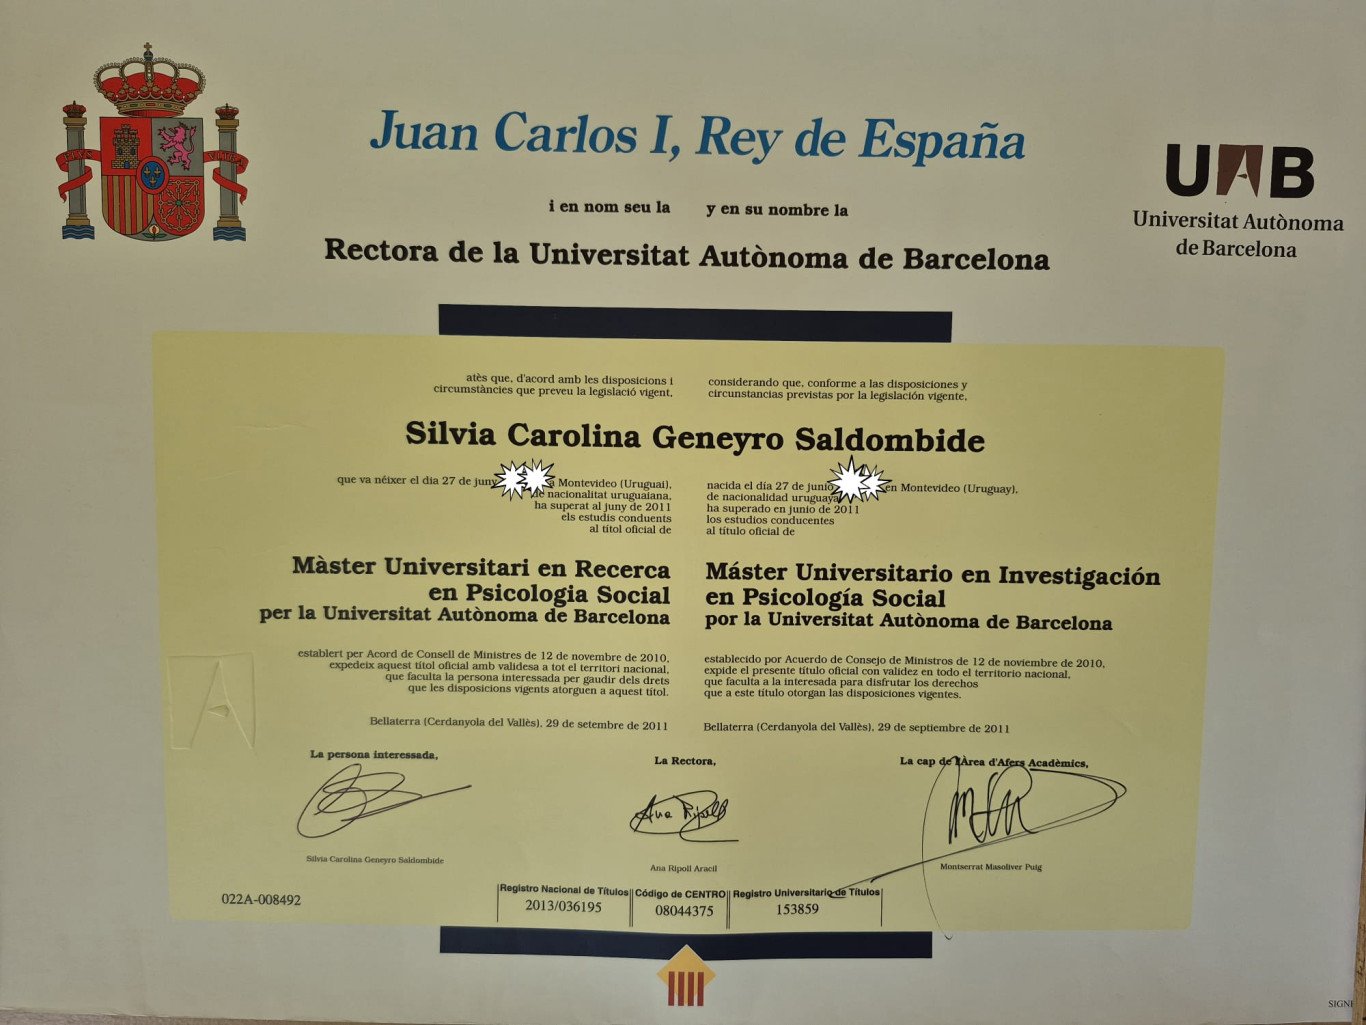 Juan Carlos I, Rey de España
i en nom seu la y en su nombre la
Rectora de la Universitat Autònoma de Barcelona
UAB
Universitat Autònoma
de Barcelona
PLVS
VLTRA
atès que, d'acord amb les disposicions i
circumstàncies que preveu la legislació vigent,
considerando que, conforme a las disposiciones y
circunstancias previstas por la legislación vigente,
Silvia Carolina Geneyro Saldombide
que va néixer el dia 27 de juny a Montevideo (Uruguai),
de nacionalitat uruguaiana,
ha superat al juny de 2011
els estudis conduents
al títol oficial de
nacida el día 27 de junio en Montevideo (Uruguay),
de nacionalidad uruguaya
ha superado en junio de 2011
los estudios conducentes
al título oficial de
Màster Universitari en Recerca
en Psicologia Social
per la Universitat Autònoma de Barcelona
Máster Universitario en Investigación
en Psicología Social
por la Universitat Autònoma de Barcelona
establert per Acord de Consell de Ministres de 12 de novembre de 2010,
expedeix aquest títol oficial amb validesa a tot el territori nacional,
que faculta la persona interessada per gaudir dels drets
que les disposicions vigents atorguen a aquest títol.
establecido por Acuerdo de Consejo de Ministros de 12 de noviembre de 2010,
expide el presente título oficial con validez en todo el territorio nacional,
que faculta a la interesada para disfrutar los derechos
que a este título otorgan las disposiciones vigentes.
Bellaterra (Cerdanyola del Vallès), 29 de setembre de 2011
Bellaterra (Cerdanyola del Vallès), 29 de septiembre de 2011
La persona interessada,
La Rectora,
La cap de l'Àrea d'Afers Acadèmics,
Ana Ripoll
Silvia Carolina Geneyro Saldombide
Ana Ripoll Aracil
Montserrat Masoliver Puig
022A-008492
Registro Nacional de Títulos
2013/036195
Código de CENTRO
08044375
Registro Universitario de Títulos
153859